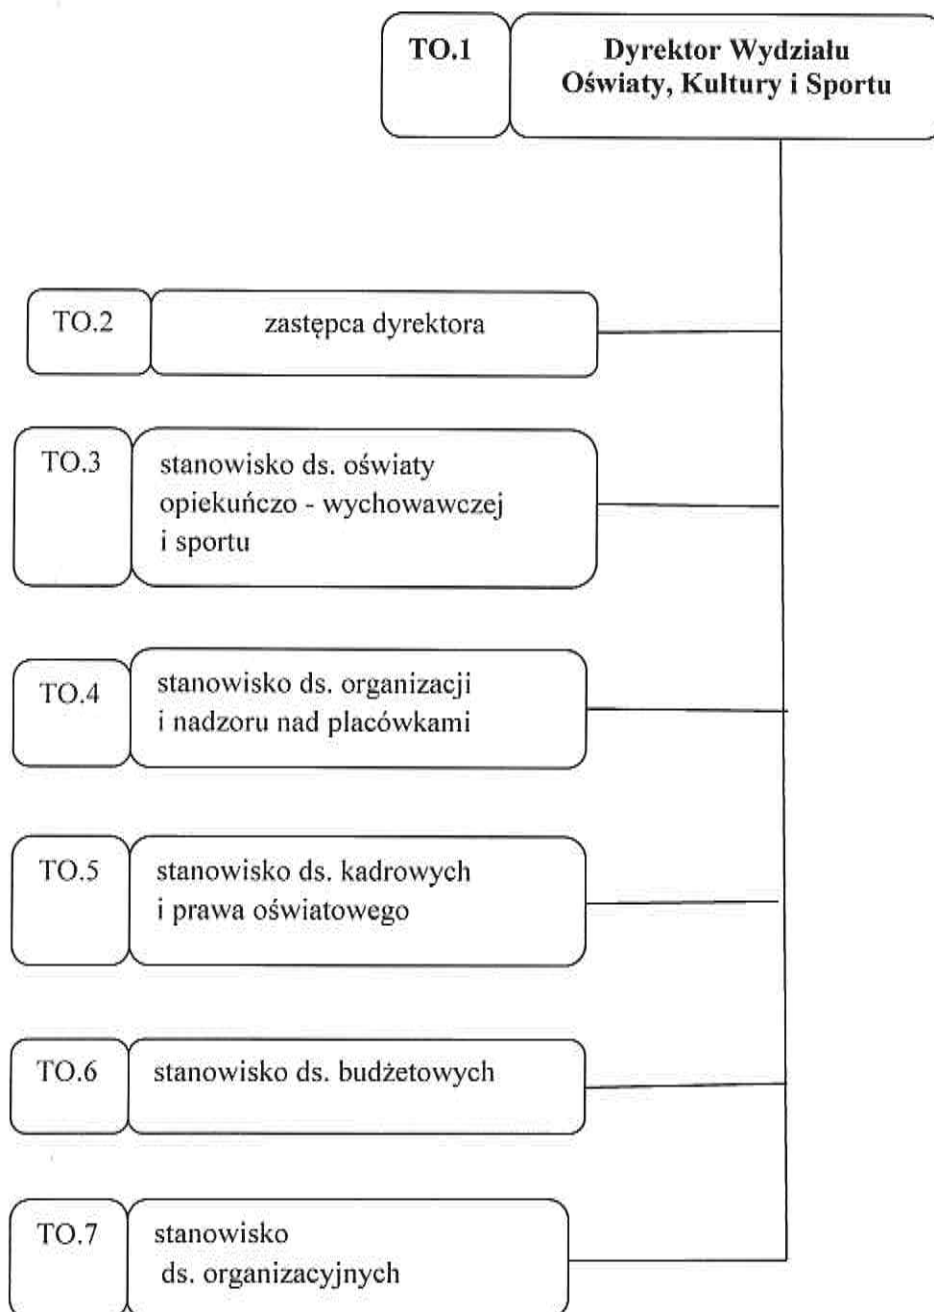 TO.1
Dyrektor Wydziału
Oświaty, Kultury i Sportu
TO.2
zastępca dyrektora
TO.3
stanowisko ds. oświaty
opiekuńczo - wychowawczej
i sportu
TO.4
stanowisko ds. organizacji
i nadzoru nad placówkami
TO.5
stanowisko ds. kadrowych
i prawa oświatowego
TO.6
stanowisko ds. budżetowych
TO.7
stanowisko
ds. organizacyjnych